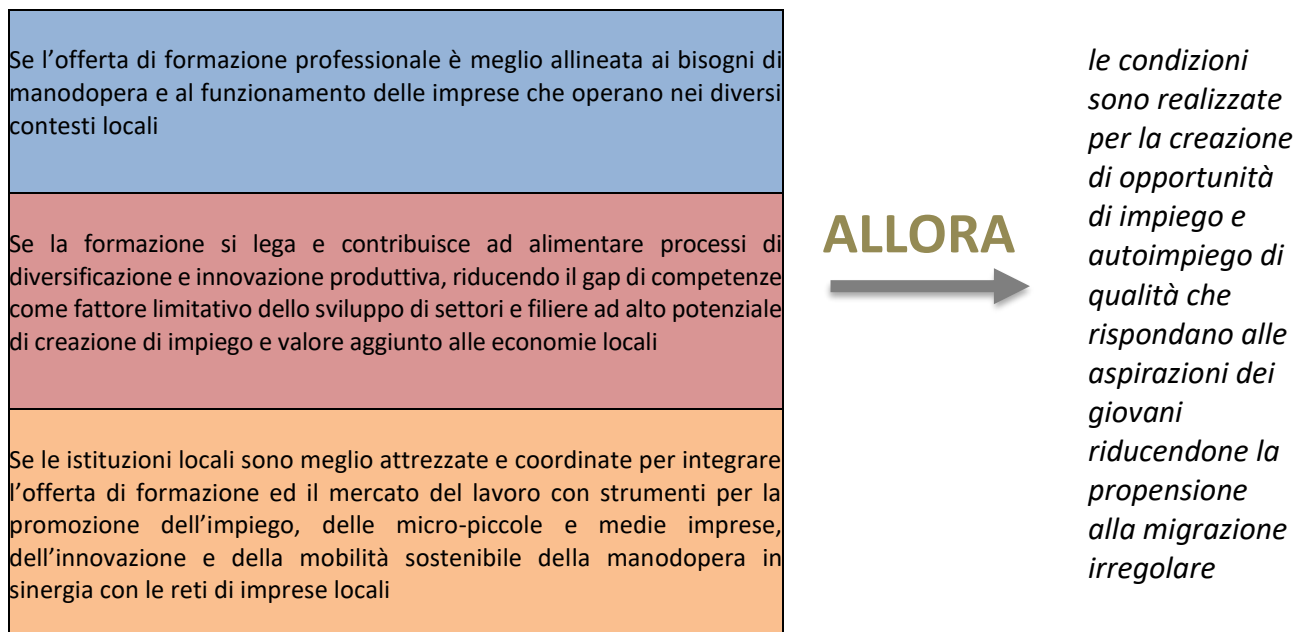 Se l’offerta di formazione professionale è meglio allineata ai bisogni di
manodopera e al funzionamento delle imprese che operano nei diversi
contesti locali
Se la formazione si lega e contribuisce ad alimentare processi di
diversificazione e innovazione produttiva, riducendo il gap di competenze
come fattore limitativo dello sviluppo di settori e filiere ad alto potenziale
di creazione di impiego e valore aggiunto alle economie locali
Se le istituzioni locali sono meglio attrezzate e coordinate per integrare
l’offerta di formazione ed il mercato del lavoro con strumenti per la
promozione dell’impiego, delle micro-piccole e medie imprese,
dell’innovazione e della mobilità sostenibile della manodopera in
sinergia con le reti di imprese locali
ALLORA
le condizioni
sono realizzate
per la creazione
di opportunità
di impiego e
autoimpiego di
qualità che
rispondano alle
aspirazioni dei
giovani
riducendone la
propensione
alla migrazione
irregolare